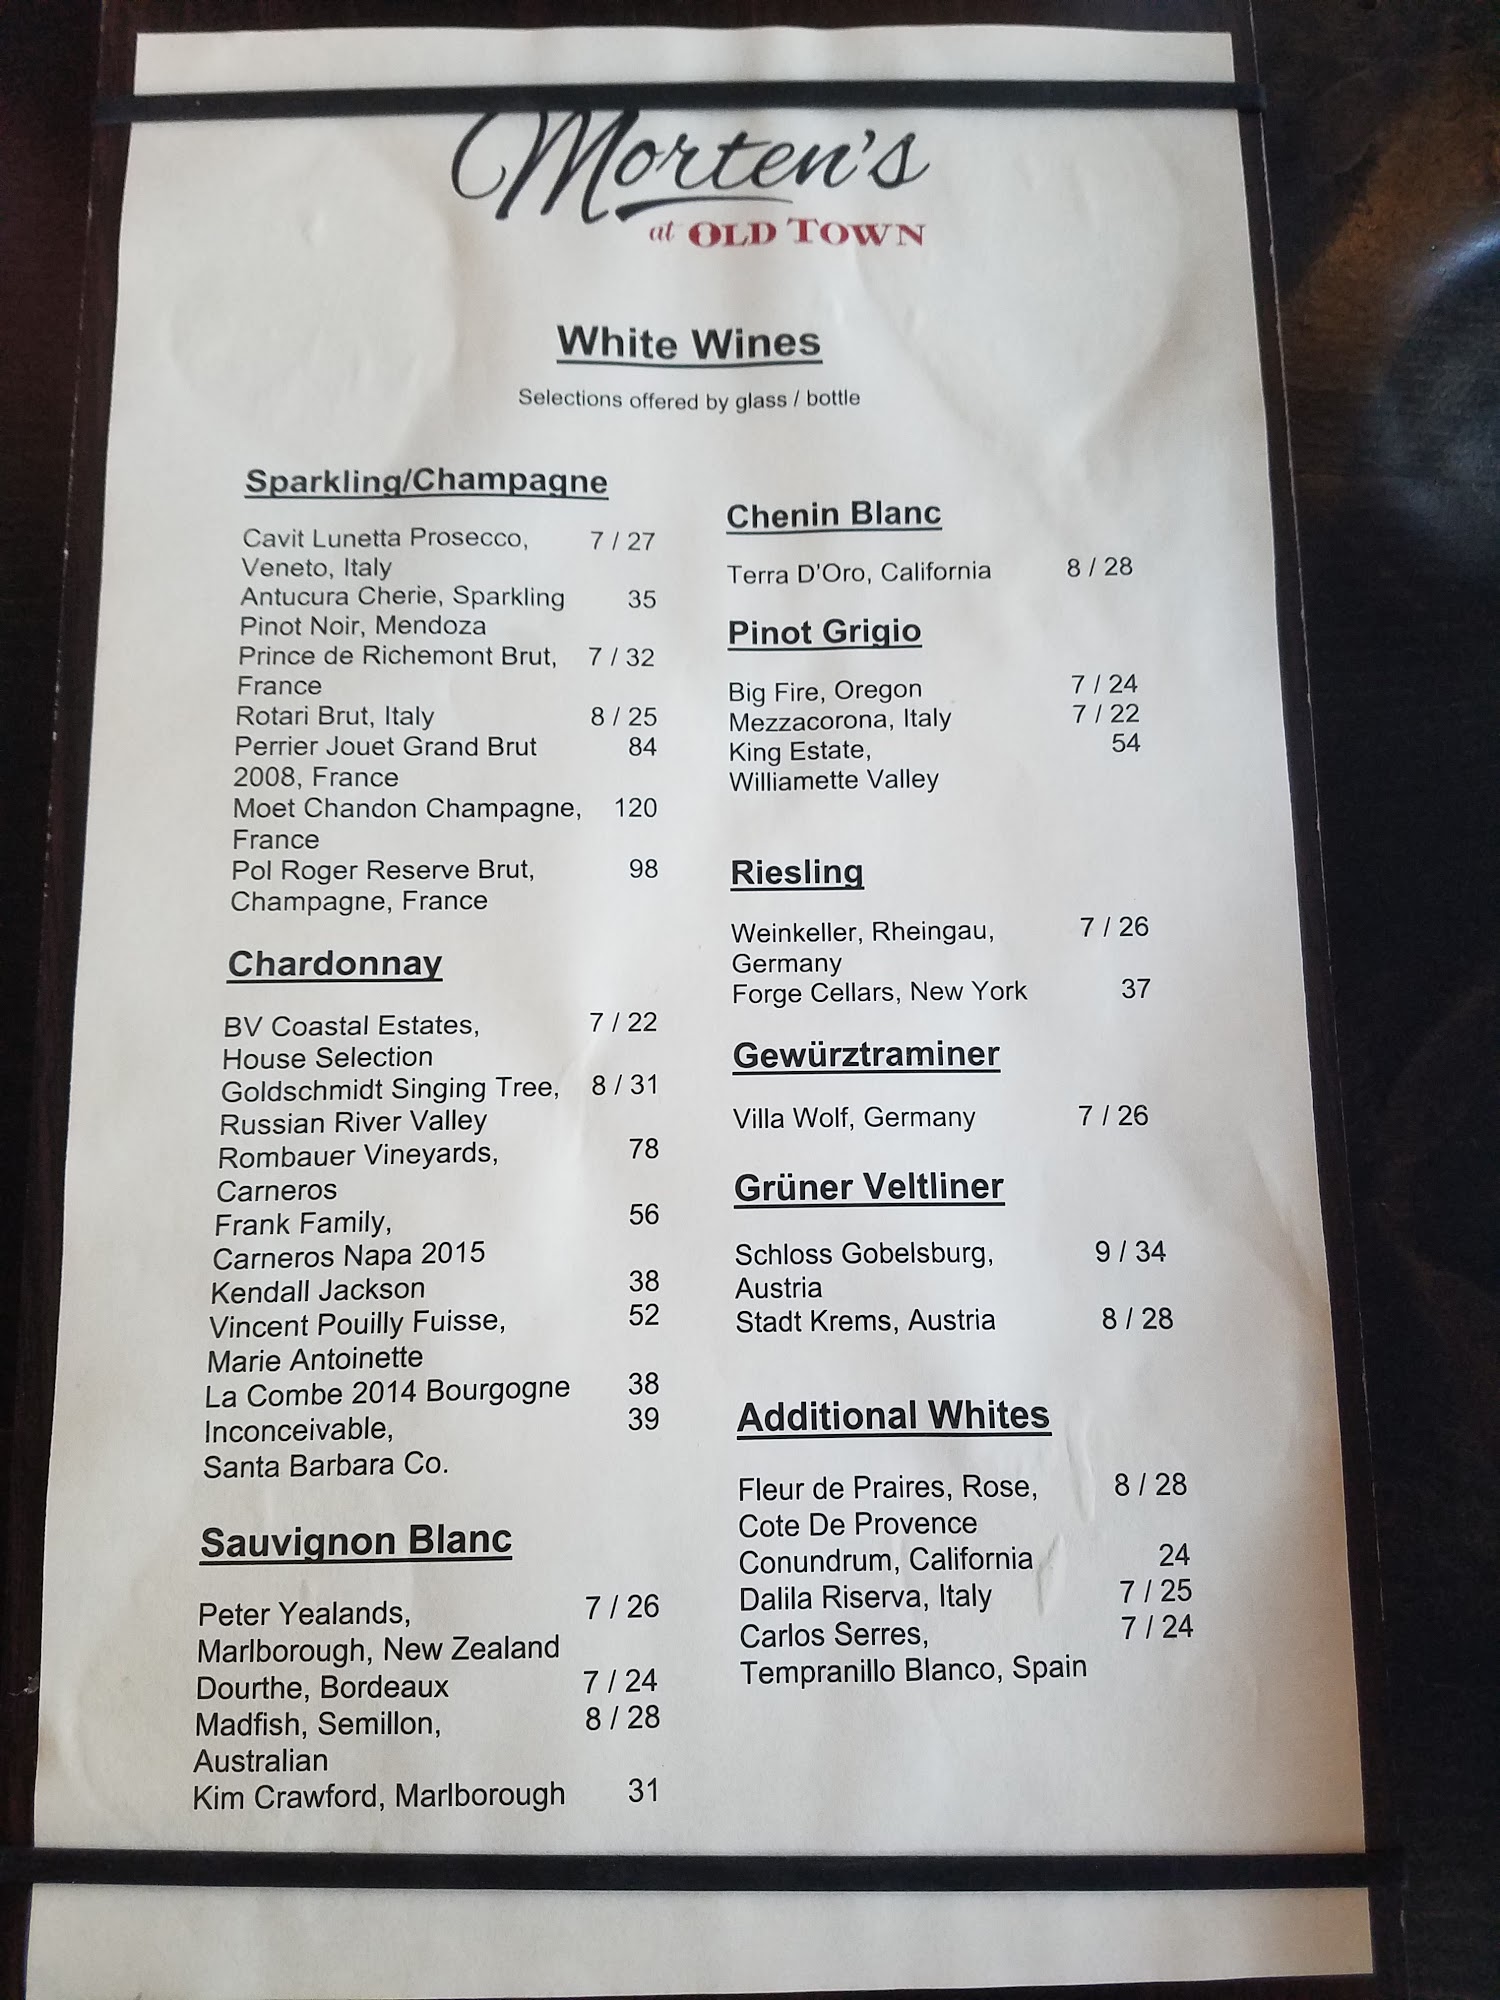 Morten's
at OLD TOWN
White Wines
Selections offered by glass / bottle
Sparkling/Champagne
Cavit Lunetta Prosecco, 7 / 27
Veneto, Italy
Antucura Cherie, Sparkling 35
Pinot Noir, Mendoza
Prince de Richemont Brut, 7 / 32
France
Rotari Brut, Italy 8 / 25
Perrier Jouet Grand Brut 84
2008, France
Moet Chandon Champagne, 120
France
Pol Roger Reserve Brut, 98
Champagne, France
Chardonnay
BV Coastal Estates, 7 / 22
House Selection
Goldschmidt Singing Tree, 8 / 31
Russian River Valley
Rombauer Vineyards, 78
Carneros
Frank Family, 56
Carneros Napa 2015
Kendall Jackson 38
Vincent Pouilly Fuisse, 52
Marie Antoinette
La Combe 2014 Bourgogne 38
Inconceivable, 39
Santa Barbara Co.
Sauvignon Blanc
Peter Yealands, 7 / 26
Marlborough, New Zealand
Dourthe, Bordeaux 7 / 24
Madfish, Semillon, 8 / 28
Australian
Kim Crawford, Marlborough 31
Chenin Blanc
Terra D'Oro, California 8 / 28
Pinot Grigio
Big Fire, Oregon 7 / 24
Mezzacorona, Italy 7 / 22
King Estate, 54
Williamette Valley
Riesling
Weinkeller, Rheingau, 7 / 26
Germany
Forge Cellars, New York 37
Gewürztraminer
Villa Wolf, Germany 7 / 26
Grüner Veltliner
Schloss Gobelsburg, 9 / 34
Austria
Stadt Krems, Austria 8 / 28
Additional Whites
Fleur de Praires, Rose, 8 / 28
Cote De Provence
Conundrum, California 24
Dalila Riserva, Italy 7 / 25
Carlos Serres, 7 / 24
Tempranillo Blanco, Spain